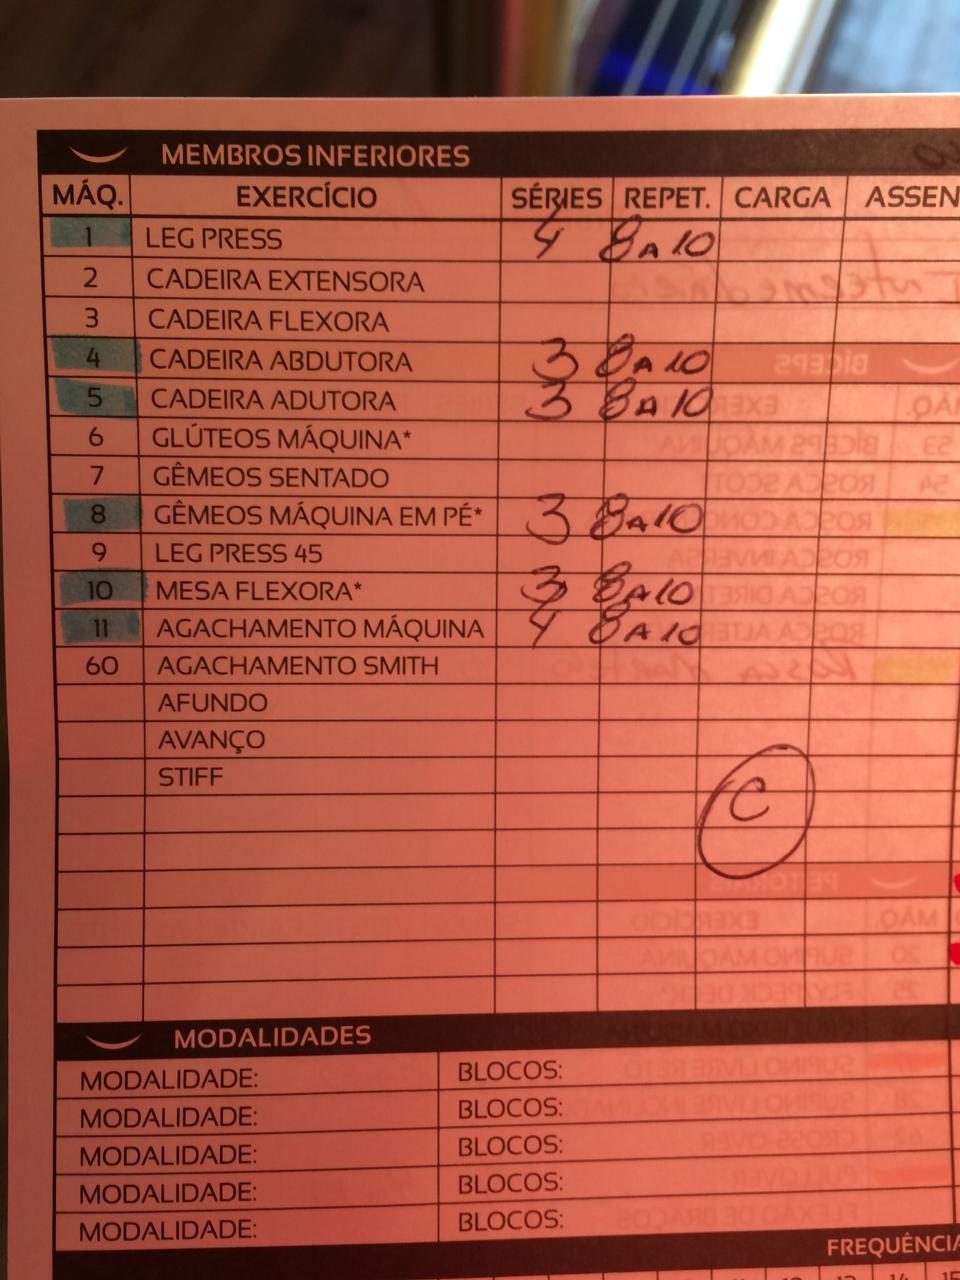 MEMBROS INFERIORES
MÁQ. EXERCÍCIO SÉRIES REPET. CARGA ASSEN
1 LEG PRESS 4 8 A 10
2 CADEIRA EXTENSORA
3 CADEIRA FLEXORA
4 CADEIRA ABDUTORA 3 8 A 10
5 CADEIRA ADUTORA 3 8 A 10
6 GLÚTEOS MÁQUINA*
7 GÊMEOS SENTADO
8 GÊMEOS MÁQUINA EM PÉ* 3 8 A 10
9 LEG PRESS 45
10 MESA FLEXORA* 3 8 A 10
11 AGACHAMENTO MÁQUINA 4 8 A 10
60 AGACHAMENTO SMITH
AFUNDO
AVANÇO
STIFF
C
MODALIDADES
MODALIDADE: BLOCOS:
MODALIDADE: BLOCOS:
MODALIDADE: BLOCOS:
MODALIDADE: BLOCOS:
MODALIDADE: BLOCOS:
FREQUÊNCIA